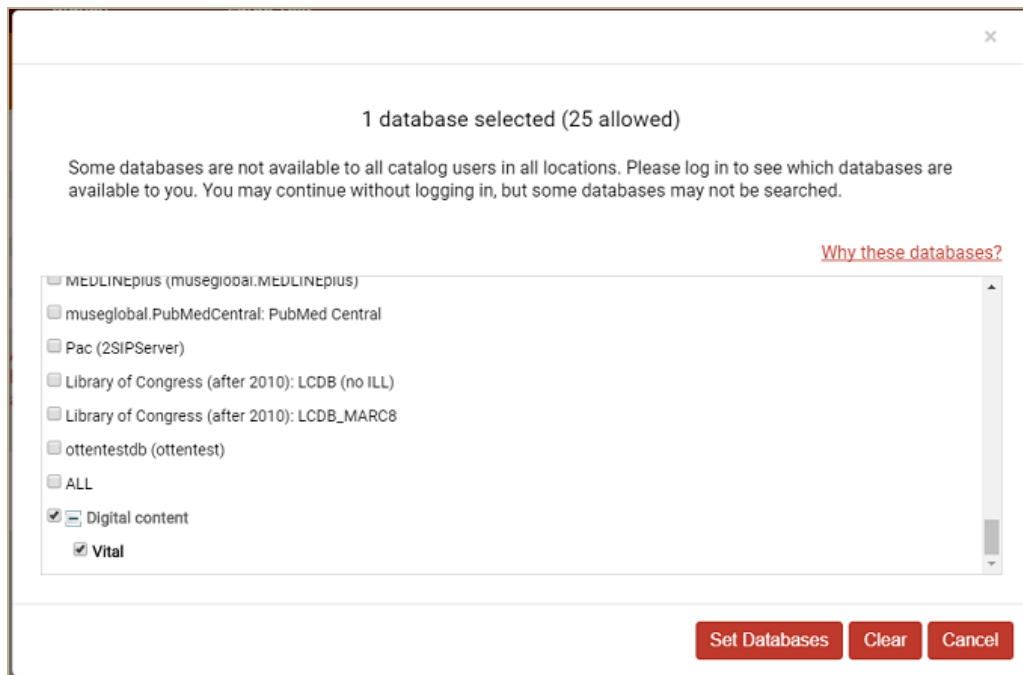 ×
1 database selected (25 allowed)
Some databases are not available to all catalog users in all locations. Please log in to see which databases are
available to you. You may continue without logging in, but some databases may not be searched.
Why these databases?
MEDLINEplus (museglobal.MEDLINEplus)
museglobal.PubMedCentral: PubMed Central
Pac (2SIPServer)
Library of Congress (after 2010): LCDB (no ILL)
Library of Congress (after 2010): LCDB_MARC8
ottentestdb (ottentest)
ALL
Digital content
Vital
Set Databases Clear Cancel